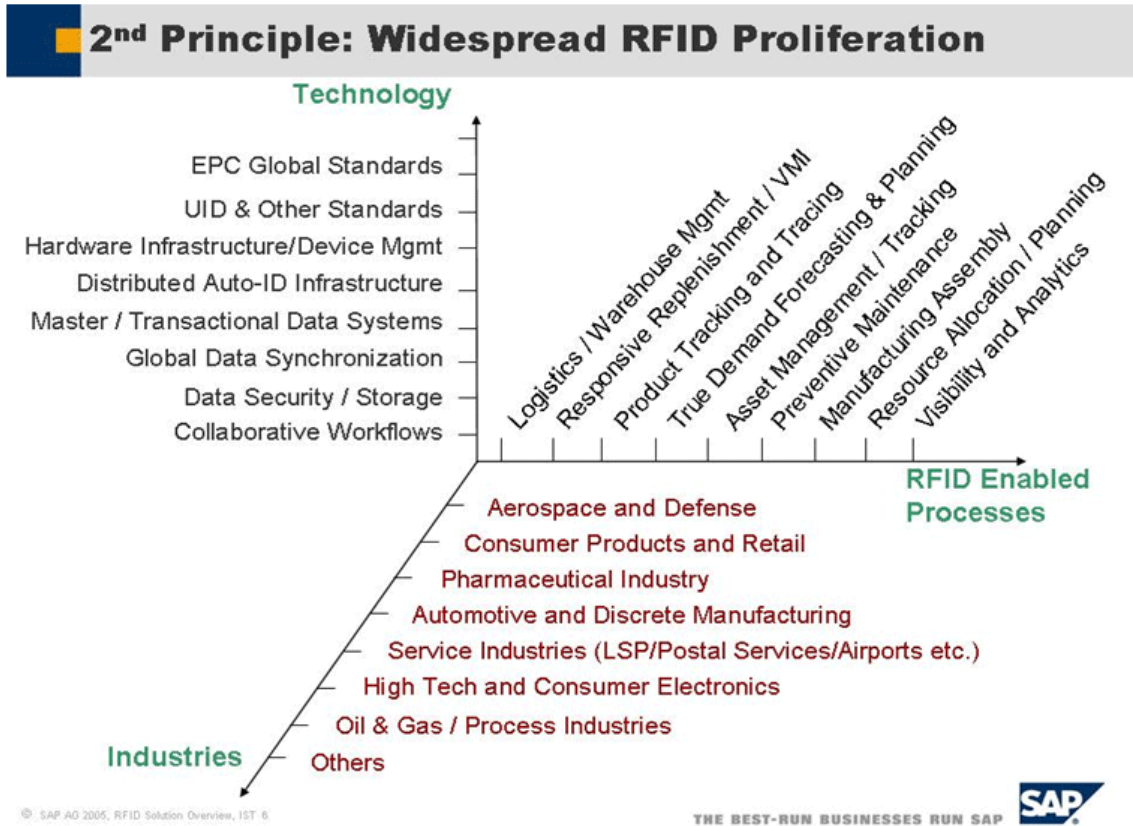 2nd Principle: Widespread RFID Proliferation
Technology
EPC Global Standards
UID & Other Standards
Hardware Infrastructure/Device Mgmt
Distributed Auto-ID Infrastructure
Master / Transactional Data Systems
Global Data Synchronization
Data Security / Storage
Collaborative Workflows
Logistics / Warehouse Mgmt
Responsive Replenishment / VMI
Product Tracking and Tracing
True Demand Forecasting & Planning
Asset Management / Tracking
Preventive Maintenance
Manufacturing Assembly
Resource Allocation / Planning
Visibility and Analytics
RFID Enabled
Processes
Aerospace and Defense
Consumer Products and Retail
Pharmaceutical Industry
Automotive and Discrete Manufacturing
Service Industries (LSP/Postal Services/Airports etc.)
High Tech and Consumer Electronics
Oil & Gas / Process Industries
Others
Industries
© SAP AG 2005, RFID Solution Overview, IST 6
THE BEST-RUN BUSINESSES RUN SAP
SAP